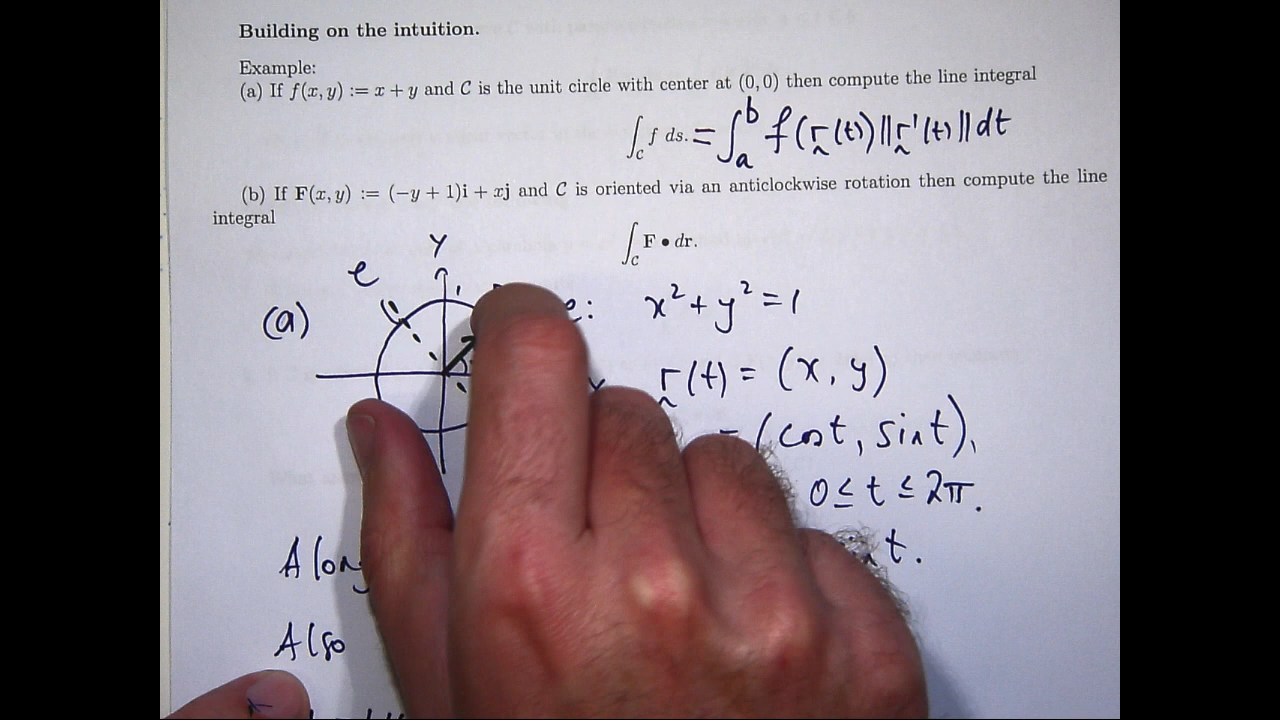 Building on the intuition.
Example:
(a) If f(x, y) := x + y and C is the unit circle with center at (0, 0) then compute the line integral
∫_C f ds. = ∫_a^b f(r(t)) ||r'(t)|| dt
(b) If F(x, y) := (−y + 1)i + xj and C is oriented via an anticlockwise rotation then compute the line
integral
∫_C F • dr.
y
C
(a)
x² + y² = 1
r(t) = (x, y)
= (cos t, sin t),
0 ≤ t ≤ 2π.
t.
Also